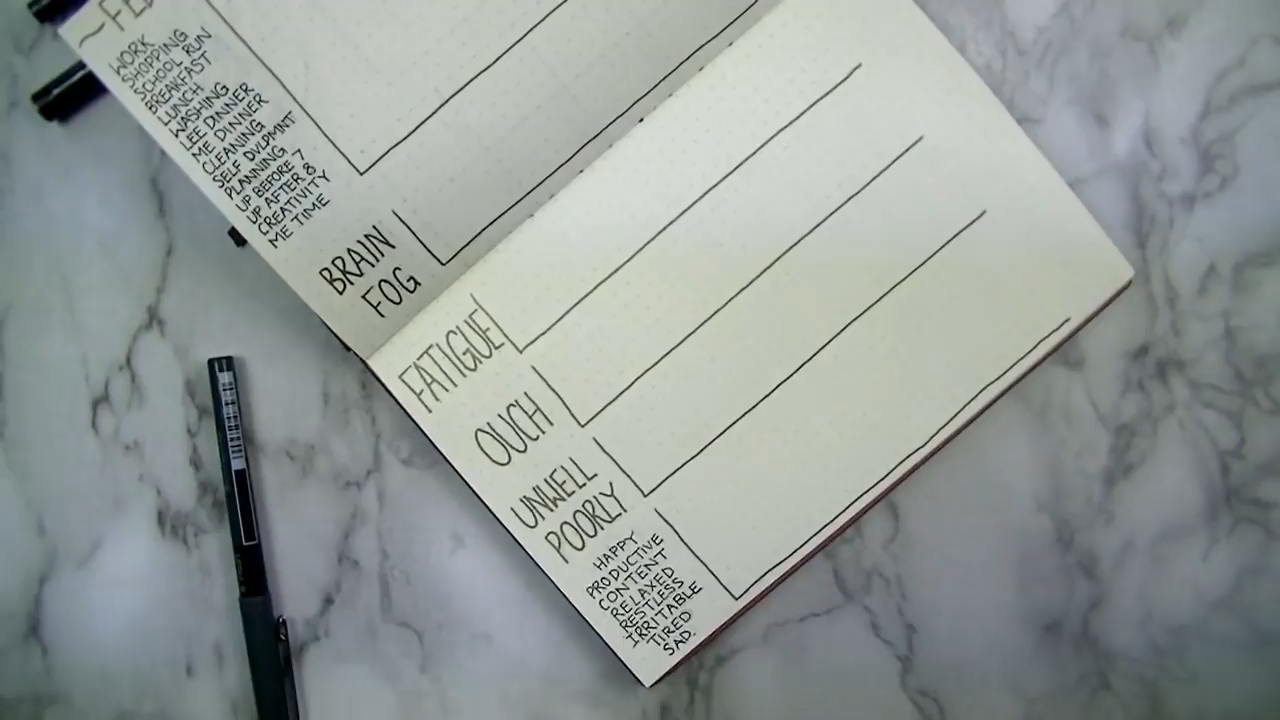 WORK
SHOPPING
SCHOOL RUN
BREAKFAST
LUNCH
WASHING
LEE DINNER
ME DINNER
CLEANING
SELF DVLPMNT
PLANNING
UP BEFORE 7
UP AFTER 8
CREATIVITY
ME TIME
BRAIN
FOG
FATIGUE
OUCH
UNWELL
POORLY
HAPPY
PRODUCTIVE
CONTENT
RELAXED
RESTLESS
IRRITABLE
TIRED
SAD.